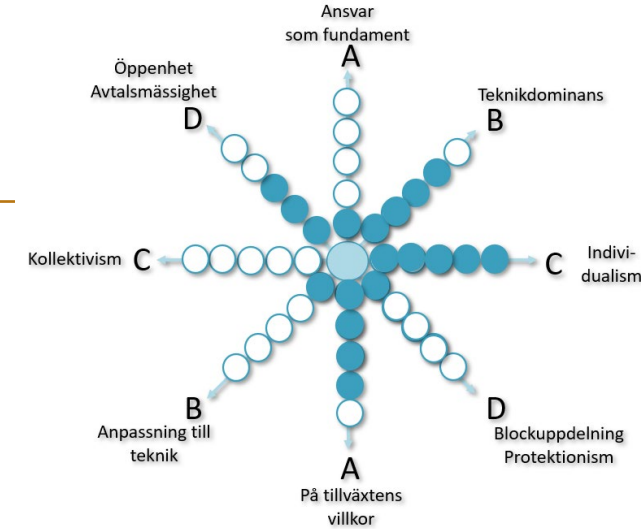 Ansvar
som fundament
A
Öppenhet
Avtalsmässighet
D
Teknikdominans
B
Kollektivism C
C Indivi-
dualism
B
Anpassning till
teknik
D
Blockuppdelning
Protektionism
A
På tillväxtens
villkor